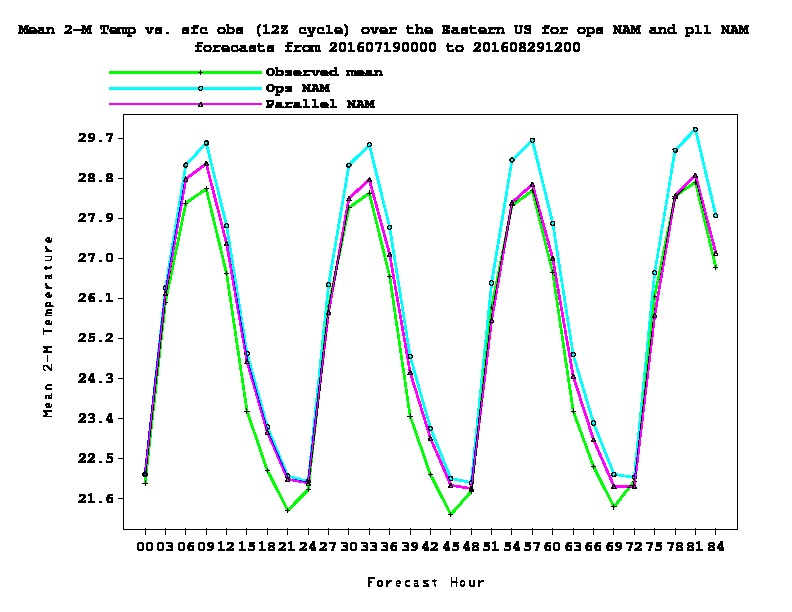 Mean 2-M Temp vs. sfc obs (12Z cycle) over the Eastern US for ops NAM and pll NAM
forecasts from 201607190000 to 201608291200
Observed mean
Ops NAM
Parallel NAM
29.7
28.8
27.9
27.0
26.1
25.2
24.3
23.4
22.5
21.6
Mean 2-M Temperature
00 03 06 09 12 15 18 21 24 27 30 33 36 39 42 45 48 51 54 57 60 63 66 69 72 75 78 81 84
Forecast Hour